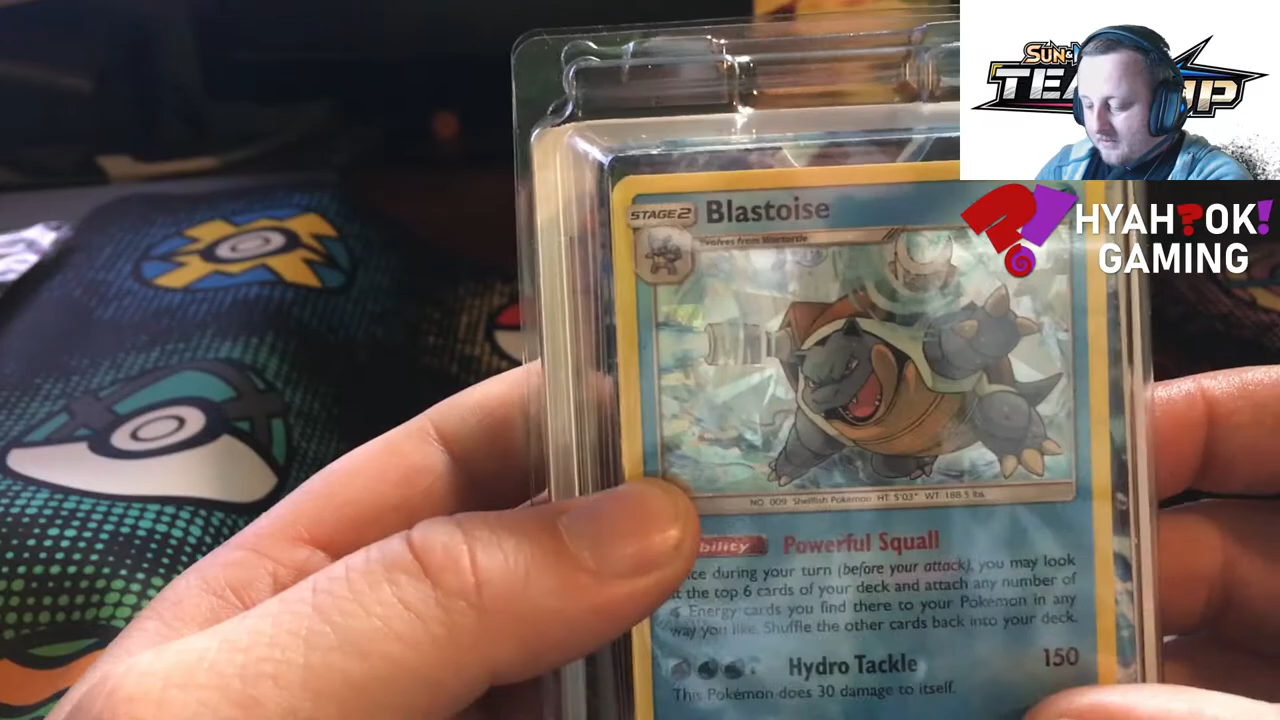 SUN &
TEAM UP
HYAH?OK!
GAMING
STAGE 2
Blastoise
Evolves from Wartortle
NO. 009 Shellfish Pokémon HT: 5'03" WT: 188.5 lbs.
bility
Powerful Squall
ce during your turn (before your attack), you may look
t the top 6 cards of your deck and attach any number of
Energy cards you find there to your Pokémon in any
way you like. Shuffle the other cards back into your deck.
Hydro Tackle
150
This Pokémon does 30 damage to itself.